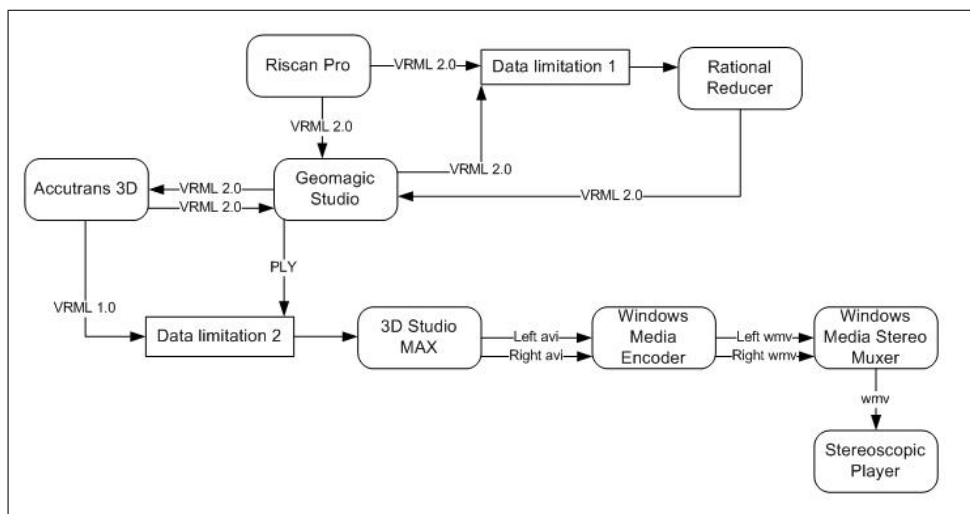 Riscan Pro
VRML 2.0
Data limitation 1
Rational
Reducer
VRML 2.0
Accutrans 3D
VRML 2.0
VRML 2.0
Geomagic
Studio
VRML 2.0
VRML 2.0
PLY
VRML 1.0
Data limitation 2
3D Studio
MAX
Left avi
Right avi
Windows
Media
Encoder
Left wmv
Right wmv
Windows
Media Stereo
Muxer
wmv
Stereoscopic
Player